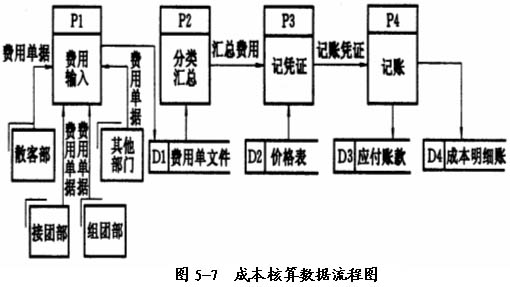 P1
P2
P3
P4
费用单据
费用输入
分类汇总
汇总费用
记凭证
记账凭证
记账
费用单据
费用单据
费用单据
散客部
其他部门
D1 费用单文件
D2 价格表
D3 应付账款
D4 成本明细账
接团部
组团部
图 5-7 成本核算数据流程图